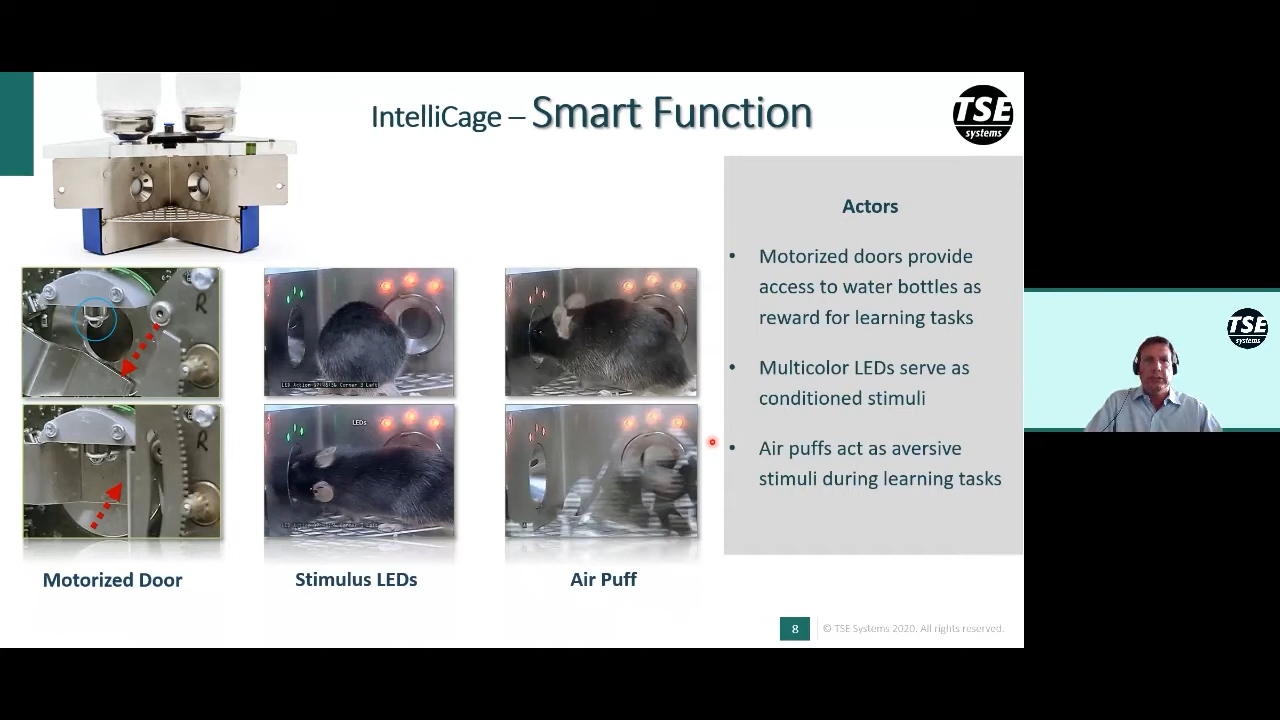 IntelliCage – Smart Function
TSE
systems
Actors
• Motorized doors provide
access to water bottles as
reward for learning tasks
• Multicolor LEDs serve as
conditioned stimuli
• Air puffs act as aversive
stimuli during learning tasks
R
R
LEDs
Motorized Door
Stimulus LEDs
Air Puff
8
© TSE Systems 2020. All rights reserved.
TSE
systems